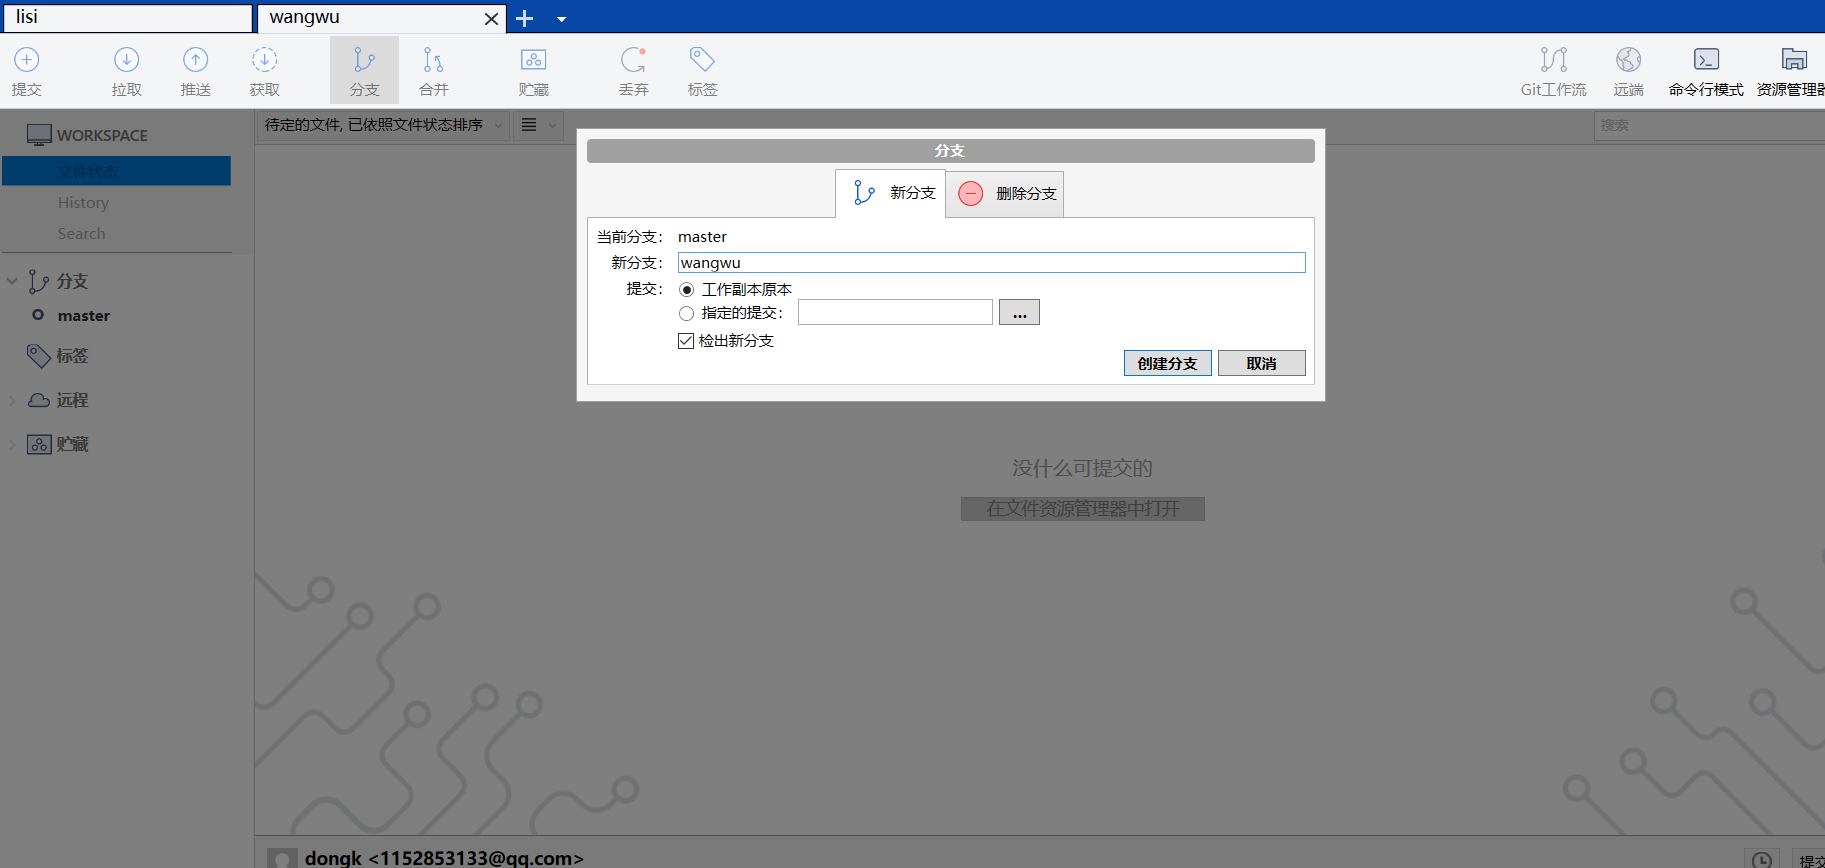 lisi
wangwu
提交
拉取
推送
获取
分支
合并
贮藏
丢弃
标签
Git工作流
远端
命令行模式
资源管理器
WORKSPACE
文件状态
History
Search
分支
master
标签
远程
贮藏
待定的文件, 已依照文件状态排序
搜索
分支
新分支
删除分支
当前分支： master
新分支： wangwu
提交： 工作副本原本
指定的提交： ...
检出新分支
创建分支 取消
没什么可提交的
在文件资源管理器中打开
dongk <1152853133@qq.com>
提交